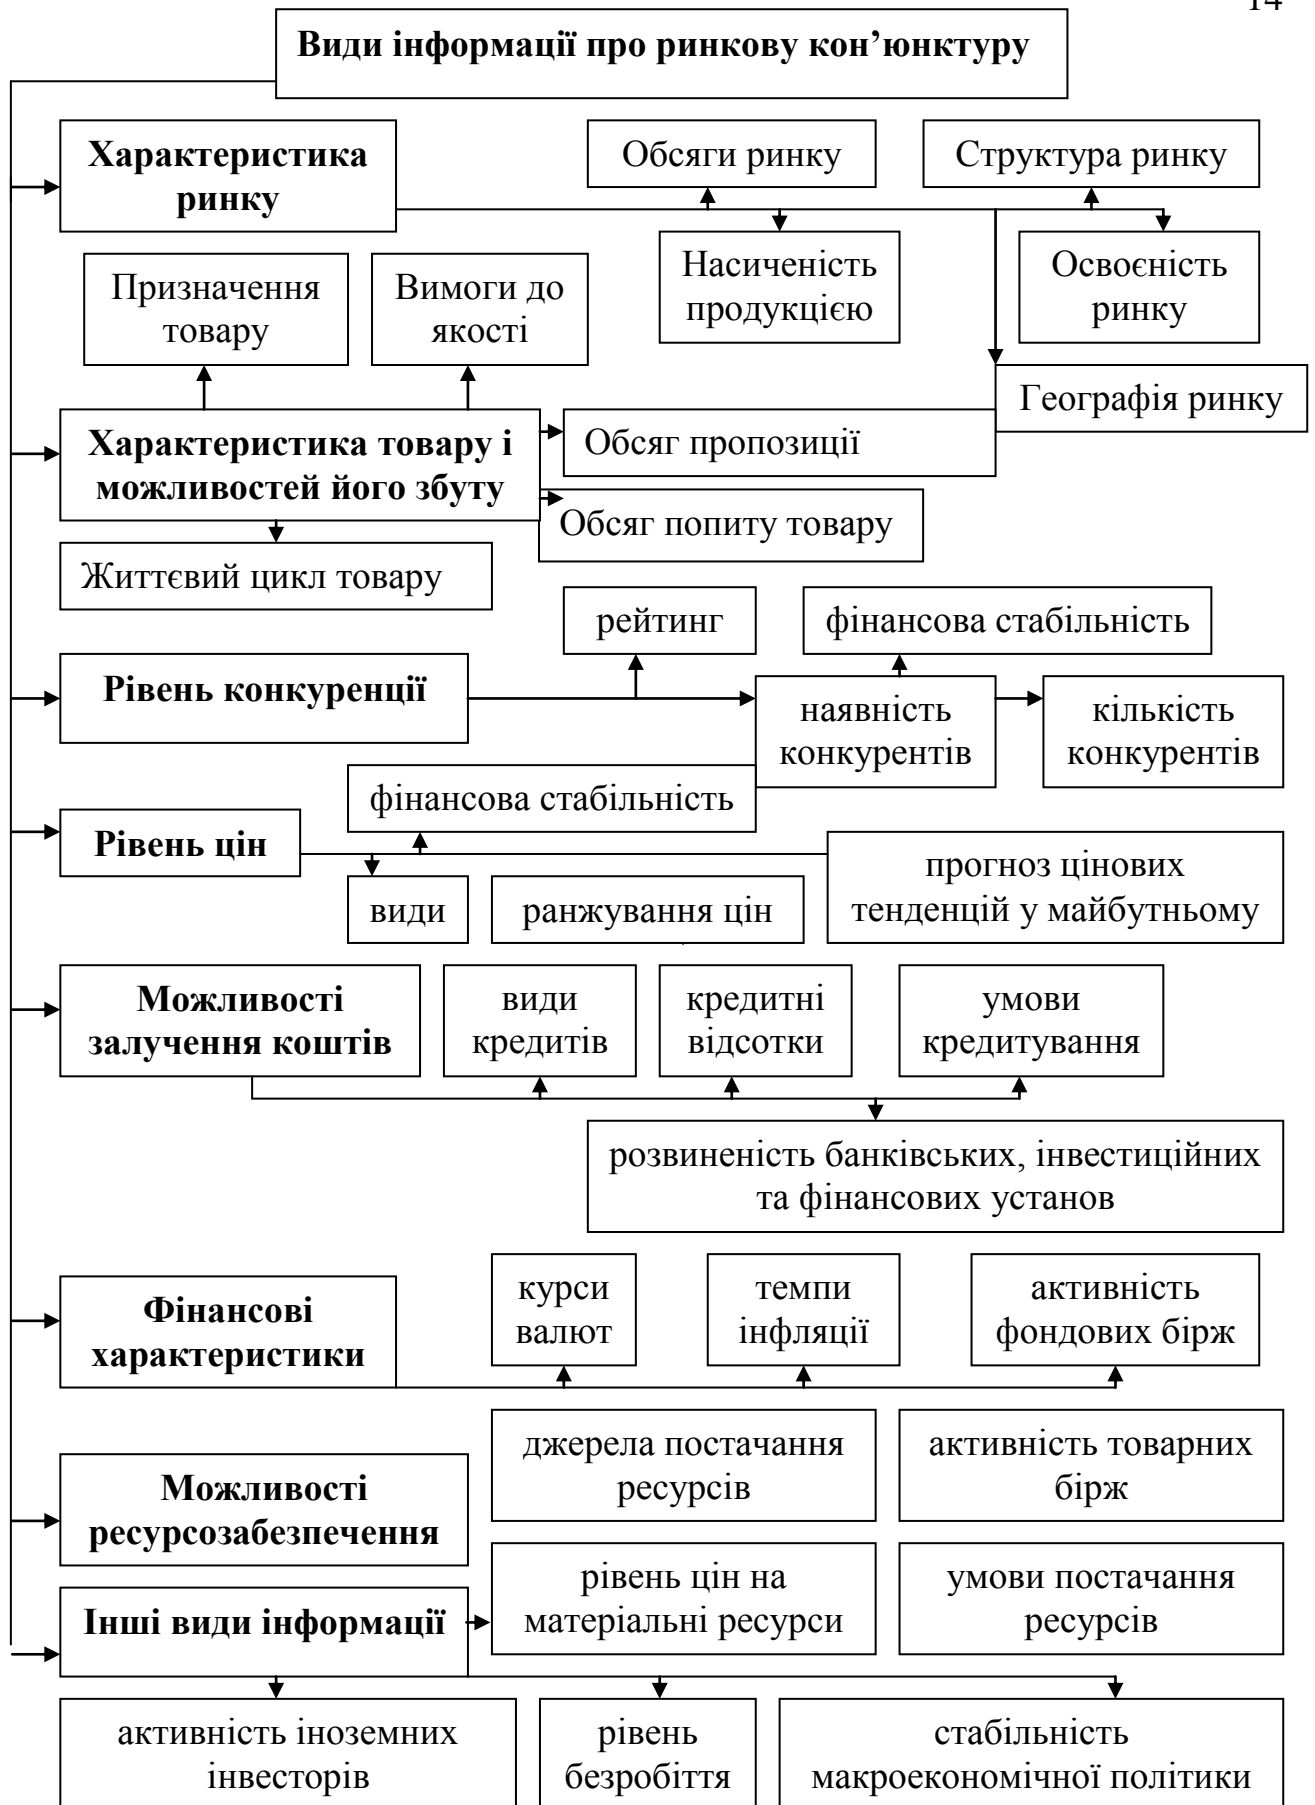 14
Види інформації про ринкову кон’юнктуру
Характеристика
ринку
Обсяги ринку
Структура ринку
Насиченість
продукцією
Освоєність
ринку
Географія ринку
Призначення
товару
Вимоги до
якості
Характеристика товару і
можливостей його збуту
Обсяг пропозиції
Обсяг попиту товару
Життєвий цикл товару
рейтинг
фінансова стабільність
Рівень конкуренції
наявність
конкурентів
кількість
конкурентів
фінансова стабільність
Рівень цін
види
ранжування цін
прогноз цінових
тенденцій у майбутньому
Можливості
залучення коштів
види
кредитів
кредитні
відсотки
умови
кредитування
розвиненість банківських, інвестиційних
та фінансових установ
Фінансові
характеристики
курси
валют
темпи
інфляції
активність
фондових бірж
Можливості
ресурсозабезпечення
джерела постачання
ресурсів
активність товарних
бірж
рівень цін на
матеріальні ресурси
умови постачання
ресурсів
Інші види інформації
активність іноземних
інвесторів
рівень
безробіття
стабільність
макроекономічної політики